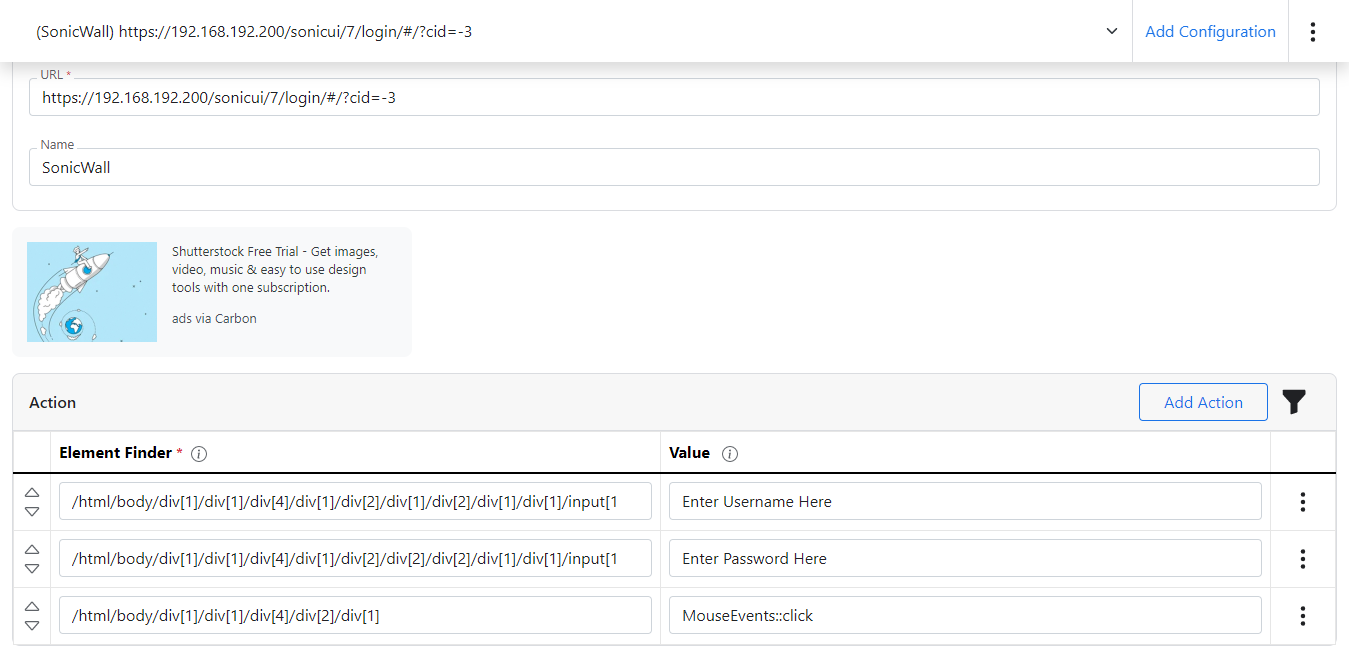 (SonicWall) https://192.168.192.200/sonicui/7/login/#/?cid=-3
Add Configuration
URL *
https://192.168.192.200/sonicui/7/login/#/?cid=-3
Name
SonicWall
Shutterstock Free Trial - Get images,
video, music & easy to use design
tools with one subscription.
ads via Carbon
Action
Add Action
Element Finder *
Value
/html/body/div[1]/div[1]/div[4]/div[1]/div[2]/div[1]/div[2]/div[1]/div[1]/input[1
Enter Username Here
/html/body/div[1]/div[1]/div[4]/div[1]/div[2]/div[2]/div[2]/div[1]/div[1]/input[1
Enter Password Here
/html/body/div[1]/div[1]/div[4]/div[2]/div[1]
MouseEvents::click